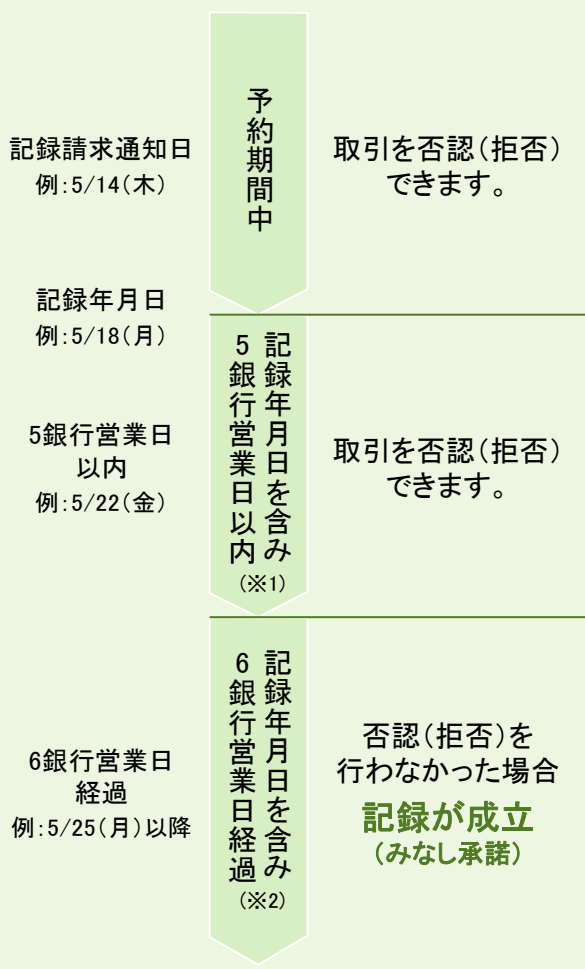 記録請求通知日
例:5/14(木)
予約期間中
取引を否認(拒否)
できます。
記録年月日
例:5/18(月)
5銀行営業日
以内
例:5/22(金)
記録年月日を含み
5銀行営業日以内
(※1)
取引を否認(拒否)
できます。
6銀行営業日
経過
例:5/25(月)以降
記録年月日を含み
6銀行営業日経過
(※2)
否認(拒否)を
行わなかった場合
記録が成立
(みなし承諾)